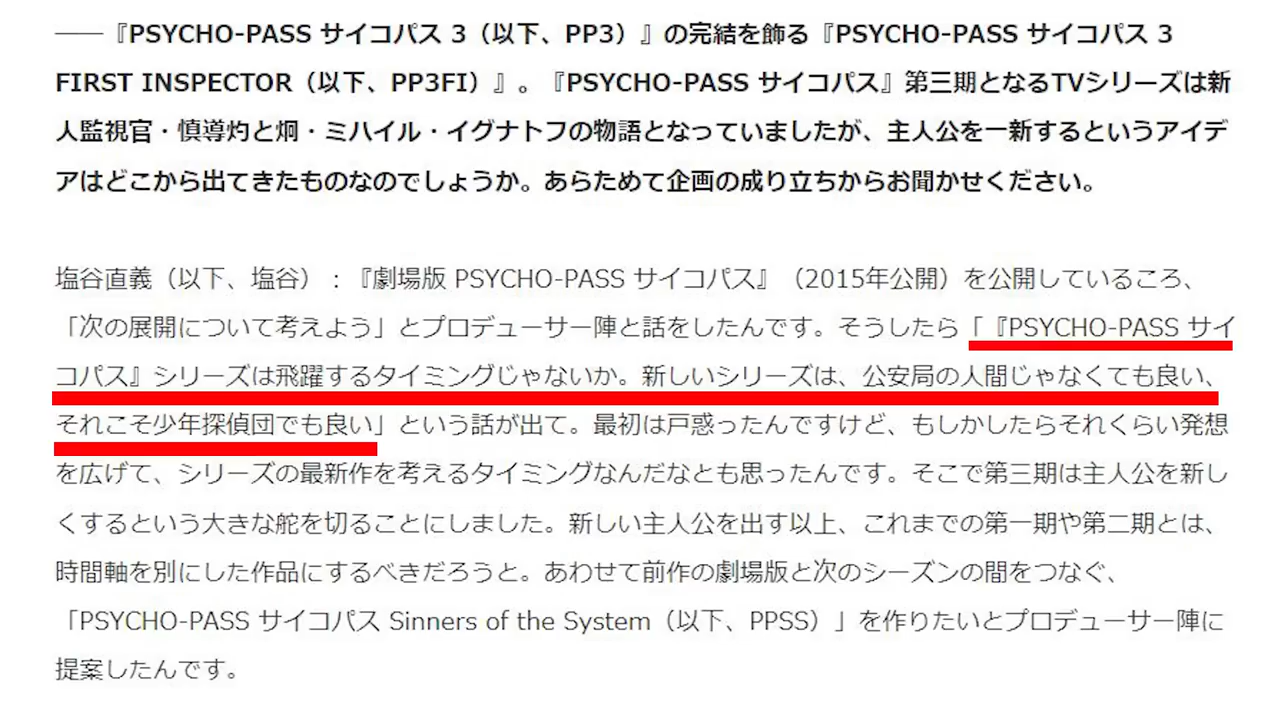 ――『PSYCHO-PASS サイコパス 3（以下、PP3）』の完結を飾る『PSYCHO-PASS サイコパス 3
FIRST INSPECTOR（以下、PP3FI）』。『PSYCHO-PASS サイコパス』第三期となるTVシリーズは新
人監視官・慎導灼と炯・ミハイル・イグナトフの物語となっていましたが、主人公を一新するというアイデ
アはどこから出てきたものなのでしょうか。あらためて企画の成り立ちからお聞かせください。
塩谷直義（以下、塩谷）：『劇場版 PSYCHO-PASS サイコパス』（2015年公開）を公開しているころ、
「次の展開について考えよう」とプロデューサー陣と話をしたんです。そうしたら「『PSYCHO-PASS サイ
コパス』シリーズは飛躍するタイミングじゃないか。新しいシリーズは、公安局の人間じゃなくても良い、
それこそ少年探偵団でも良い」という話が出て。最初は戸惑ったんですけど、もしかしたらそれくらい発想
を広げて、シリーズの最新作を考えるタイミングなんだなとも思ったんです。そこで第三期は主人公を新し
くするという大きな舵を切ることにしました。新しい主人公を出す以上、これまでの第一期や第二期とは、
時間軸を別にした作品にするべきだろうと。あわせて前作の劇場版と次のシーズンの間をつなぐ、
「PSYCHO-PASS サイコパス Sinners of the System（以下、PPSS）」を作りたいとプロデューサー陣に
提案したんです。